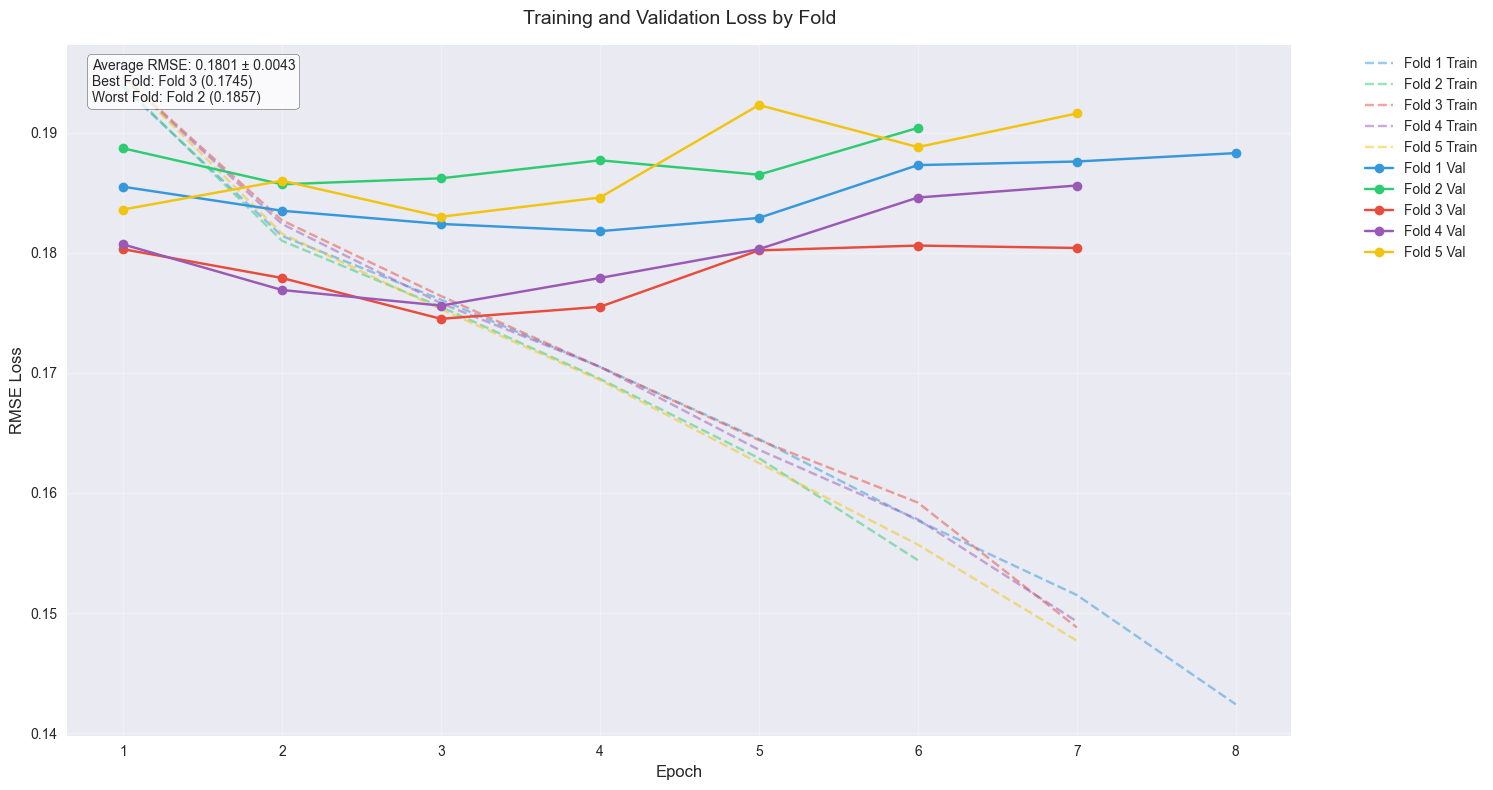 Training and Validation Loss by Fold
Average RMSE: 0.1801 ± 0.0043
Best Fold: Fold 3 (0.1745)
Worst Fold: Fold 2 (0.1857)
Fold 1 Train
Fold 2 Train
Fold 3 Train
Fold 4 Train
Fold 5 Train
Fold 1 Val
Fold 2 Val
Fold 3 Val
Fold 4 Val
Fold 5 Val
RMSE Loss
0.19
0.18
0.17
0.16
0.15
0.14
1 2 3 4 5 6 7 8
Epoch